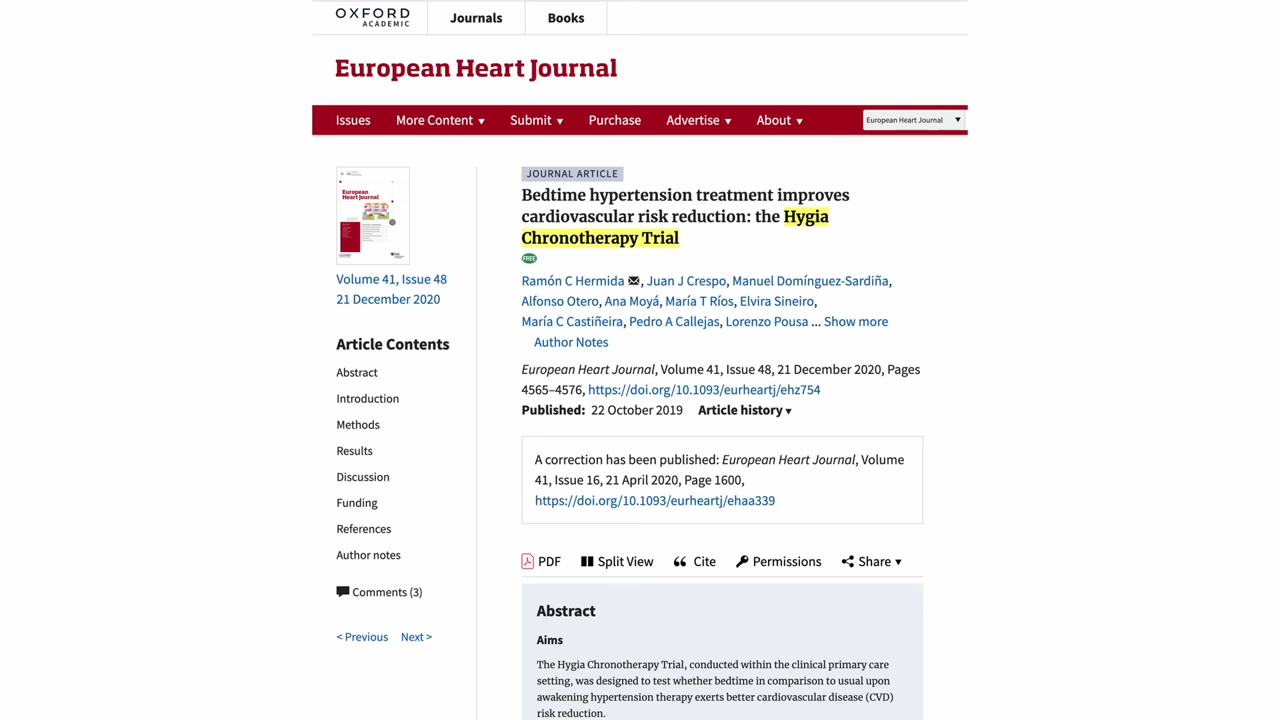 OXFORD
ACADEMIC
Journals
Books
European Heart Journal
Issues
More Content
Submit
Purchase
Advertise
About
European Heart Journal
European
Heart Journal
Volume 41, Issue 48
21 December 2020
Article Contents
Abstract
Introduction
Methods
Results
Discussion
Funding
References
Author notes
Comments (3)
< Previous Next >
JOURNAL ARTICLE
Bedtime hypertension treatment improves
cardiovascular risk reduction: the Hygia
Chronotherapy Trial
FREE
Ramón C Hermida , Juan J Crespo, Manuel Domínguez-Sardiña,
Alfonso Otero, Ana Moyá, María T Ríos, Elvira Sineiro,
María C Castiñeira, Pedro A Callejas, Lorenzo Pousa ... Show more
Author Notes
European Heart Journal, Volume 41, Issue 48, 21 December 2020, Pages
4565–4576, https://doi.org/10.1093/eurheartj/ehz754
Published: 22 October 2019 Article history
A correction has been published: European Heart Journal, Volume
41, Issue 16, 21 April 2020, Page 1600,
https://doi.org/10.1093/eurheartj/ehaa339
PDF
Split View
Cite
Permissions
Share
Abstract
Aims
The Hygia Chronotherapy Trial, conducted within the clinical primary care
setting, was designed to test whether bedtime in comparison to usual upon
awakening hypertension therapy exerts better cardiovascular disease (CVD)
risk reduction.